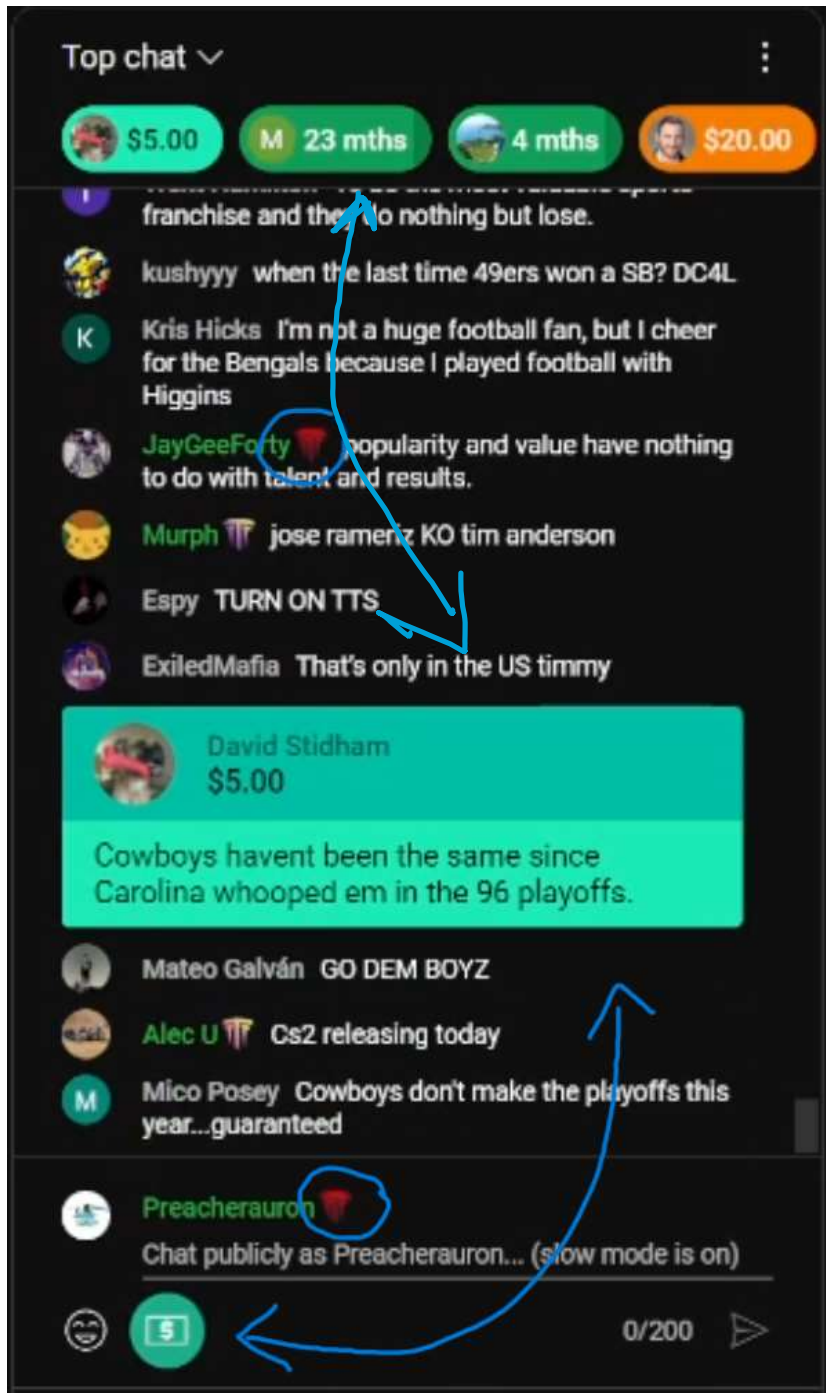 Top chat
$5.00 M 23 mths 4 mths $20.00
franchise and they do nothing but lose.
kushyyy when the last time 49ers won a SB? DC4L
K Kris Hicks I'm not a huge football fan, but I cheer
for the Bengals because I played football with
Higgins
JayGeeForty popularity and value have nothing
to do with talent and results.
Murph jose rameriz KO tim anderson
Espy TURN ON TTS
ExiledMafia That's only in the US timmy
David Stidham
$5.00
Cowboys havent been the same since
Carolina whooped em in the 96 playoffs.
Mateo Galván GO DEM BOYZ
Alec U Cs2 releasing today
M Mico Posey Cowboys don't make the playoffs this
year...guaranteed
Preacherauron
Chat publicly as Preacherauron... (slow mode is on)
$ 0/200